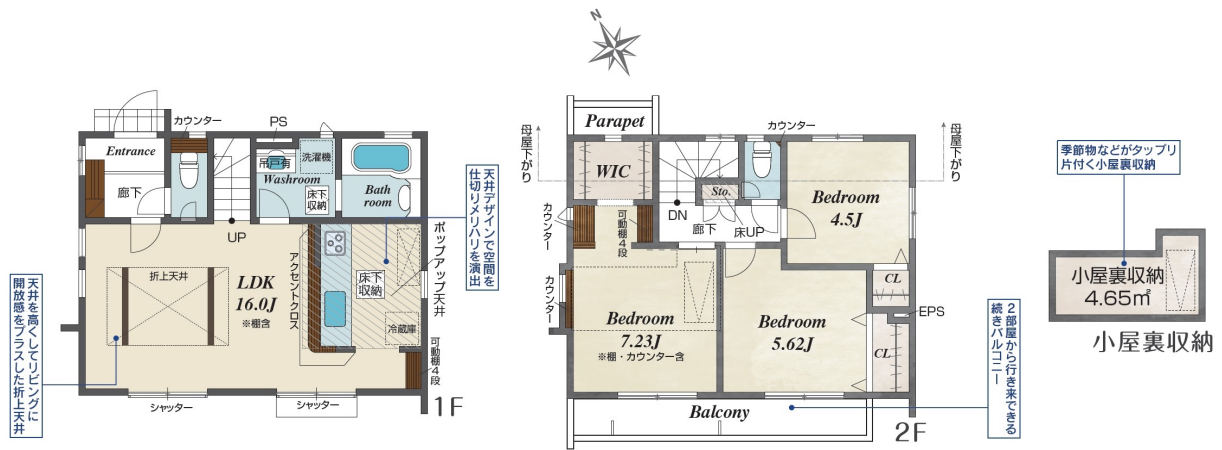 N
カウンター
PS
Entrance
廊下
吊戸有
洗濯機
Washroom
床下
収納
Bath
room
UP
天井デザインで空間を
仕切りメリハリを演出
折上天井
LDK
16.0J
※棚含
アクセントクロス
床下
収納
冷蔵庫
ポップアップ天井
可動棚4段
天井を高くしてリビングに
開放感をプラスした折上天井
シャッター
シャッター
1F
母屋下がり
Parapet
カウンター
母屋下がり
WIC
Sto.
DN
廊下
床UP
Bedroom
4.5J
カウンター
可動棚4段
カウンター
CL
EPS
Bedroom
7.23J
※棚・カウンター含
Bedroom
5.62J
CL
Balcony
2部屋から行き来できる
続きバルコニー
2F
季節物などがタップリ
片付く小屋裏収納
小屋裏収納
4.65㎡
小屋裏収納